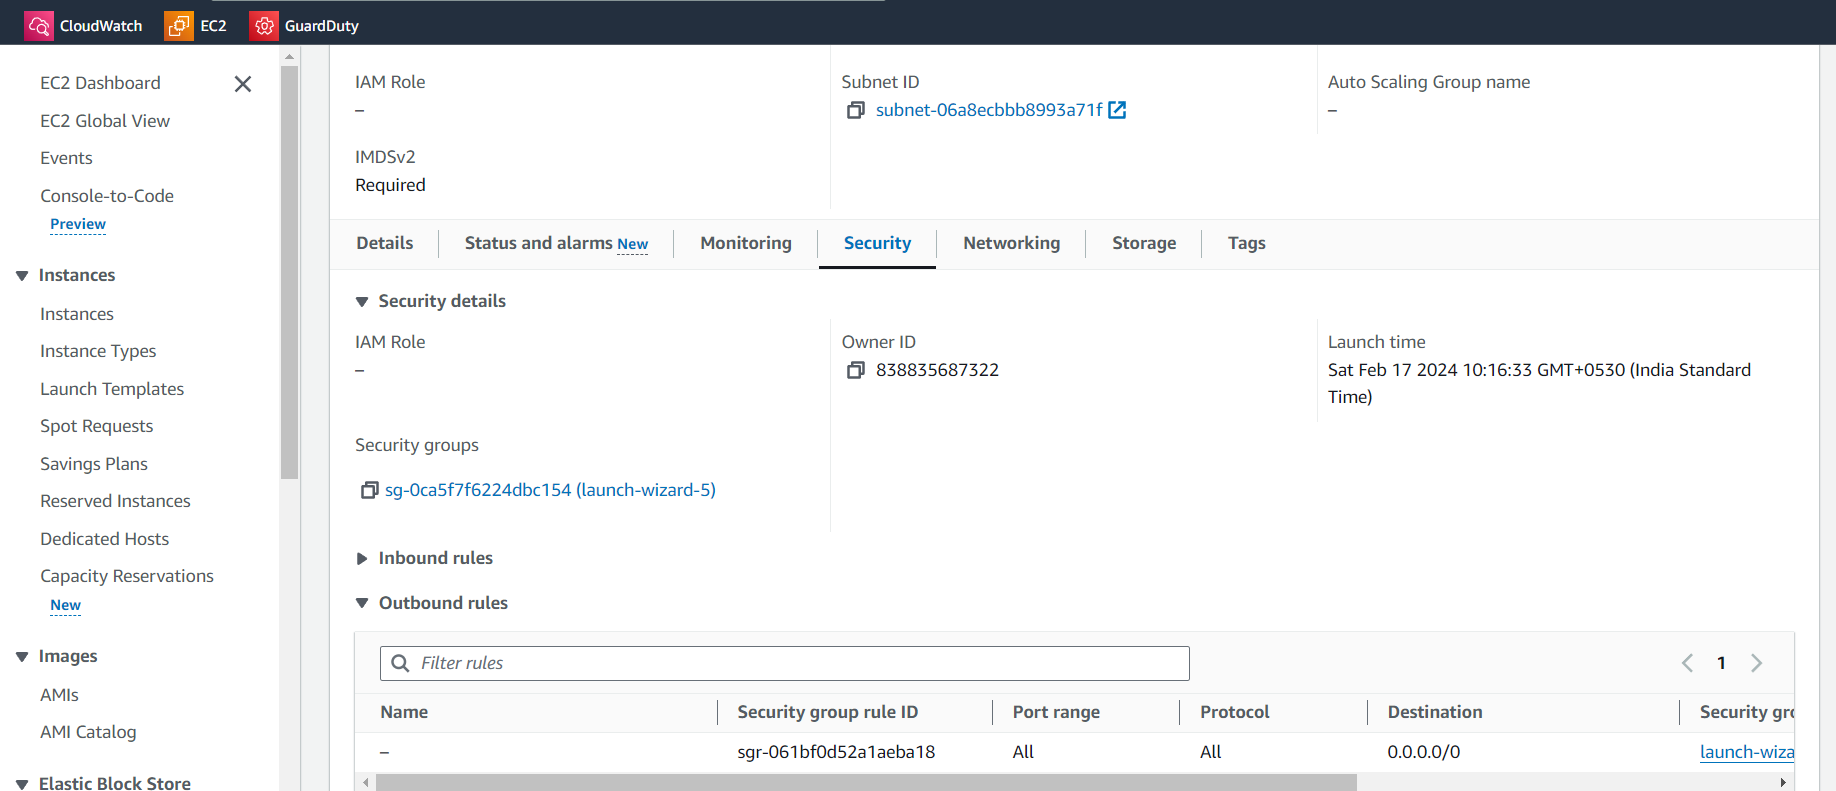 CloudWatch EC2 GuardDuty
EC2 Dashboard
EC2 Global View
Events
Console-to-Code
Preview
Instances
Instances
Instance Types
Launch Templates
Spot Requests
Savings Plans
Reserved Instances
Dedicated Hosts
Capacity Reservations
New
Images
AMIs
AMI Catalog
Elastic Block Store
IAM Role
–
Subnet ID
subnet-06a8ecbbb8993a71f
Auto Scaling Group name
–
IMDSv2
Required
Details Status and alarms New Monitoring Security Networking Storage Tags
Security details
IAM Role
–
Owner ID
838835687322
Launch time
Sat Feb 17 2024 10:16:33 GMT+0530 (India Standard
Time)
Security groups
sg-0ca5f7f6224dbc154 (launch-wizard-5)
Inbound rules
Outbound rules
Filter rules
1
Name Security group rule ID Port range Protocol Destination Security gro
– sgr-061bf0d52a1aeba18 All All 0.0.0.0/0 launch-wiza